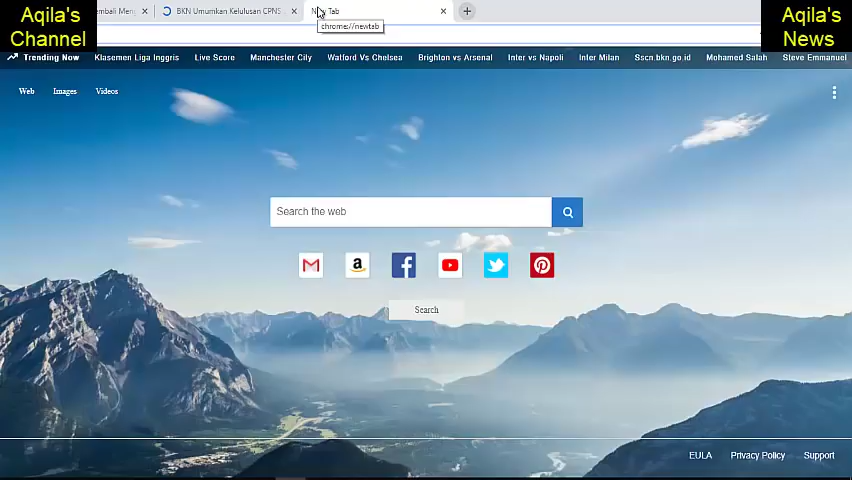 Aqila's
Channel
embali Meng
BKN Umumkan Kelulusan CPNS
New Tab
chrome://newtab
Aqila's
News
Trending Now
Klasemen Liga Inggris
Live Score
Manchester City
Watford Vs Chelsea
Brighton vs Arsenal
Inter vs Napoli
Inter Milan
Sscn.bkn.go.id
Mohamed Salah
Steve Emmanuel
Web
Images
Videos
Search the web
Search
EULA
Privacy Policy
Support